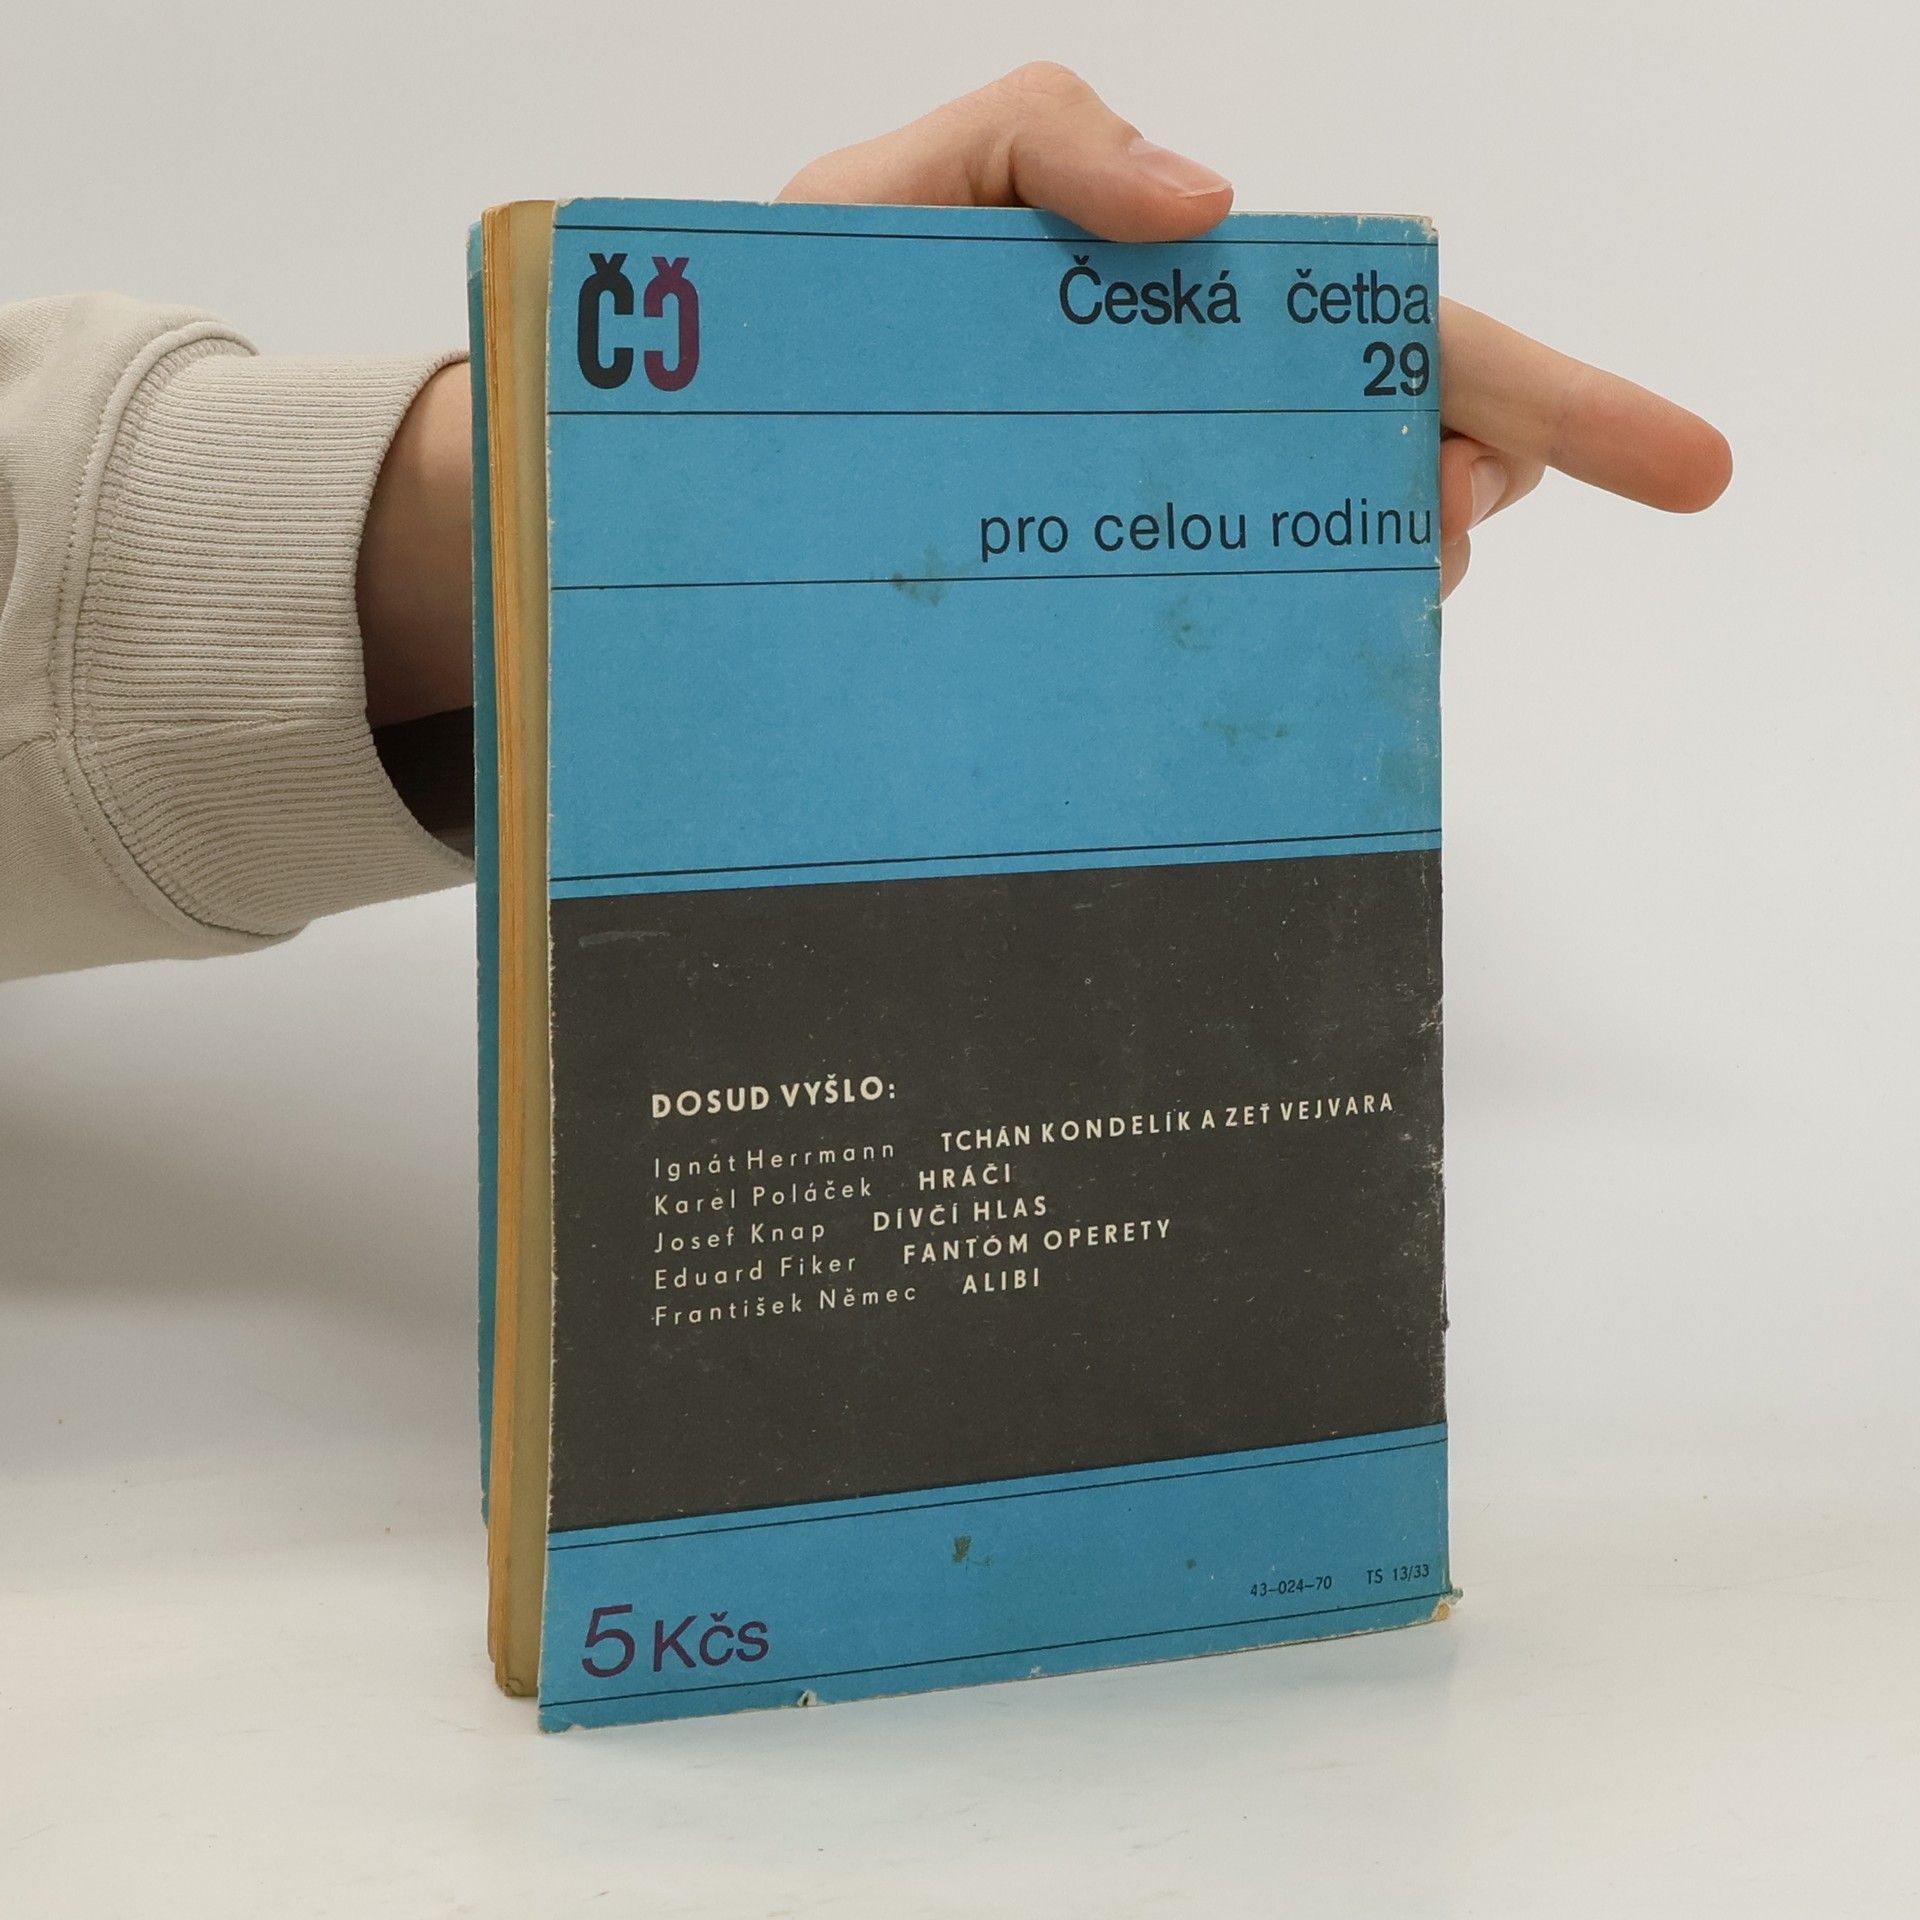 ČČ
Česká četba
29
pro celou rodinu
DOSUD VYŠLO:
Ignát Herrmann TCHÁN KONDELÍK A ZEŤ VEJVARA
Karel Poláček HRÁČI
Josef Knap DÍVČÍ HLAS
Eduard Fiker FANTÓM OPERETY
František Němec ALIBI
43–024–70 TS 13/33
5 Kčs